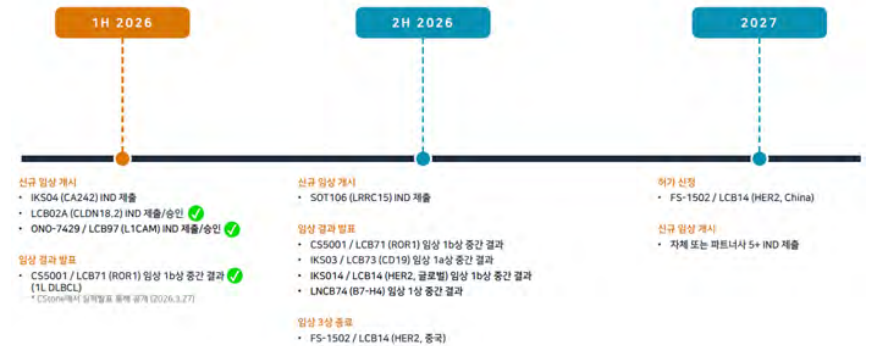 1H 2026
신규 임상 개시
• IKS04 (CA242) IND 제출
• LCB02A (CLDN18.2) IND 제출/승인
• ONO-7429 / LCB97 (L1CAM) IND 제출/승인
임상 결과 발표
• CS5001 / LCB71 (ROR1) 임상 1b상 중간 결과
(1L DLBCL)
* CStone에서 실적발표 통해 공개 (2026.3.27)
2H 2026
신규 임상 개시
• SOT106 (LRRC15) IND 제출
임상 결과 발표
• CS5001 / LCB71 (ROR1) 임상 1b상 중간 결과
• IKS03 / LCB73 (CD19) 임상 1a상 중간 결과
• IKS014 / LCB14 (HER2, 글로벌) 임상 1b상 중간 결과
• LNCB74 (B7-H4) 임상 1상 중간 결과
임상 3상 종료
• FS-1502 / LCB14 (HER2, 중국)
2027
허가 신청
• FS-1502 / LCB14 (HER2, China)
신규 임상 개시
• 자체 또는 파트너사 5+ IND 제출